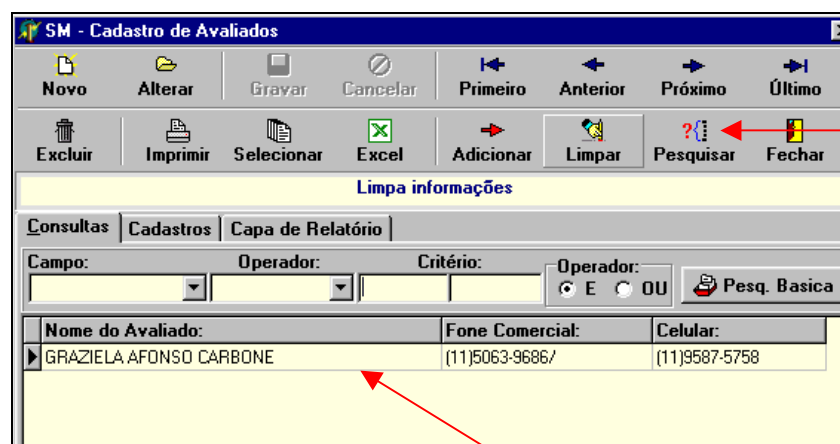 SM - Cadastro de Avaliados
Novo Alterar Gravar Cancelar Primeiro Anterior Próximo Último
Excluir Imprimir Selecionar Excel Adicionar Limpar Pesquisar Fechar
Limpa informações
Consultas Cadastros Capa de Relatório
Campo: Operador: Critério: Operador:
E OU Pesq. Basica
Nome do Avaliado: Fone Comercial: Celular:
GRAZIELA AFONSO CARBONE (11)5063-9686/ (11)9587-5758